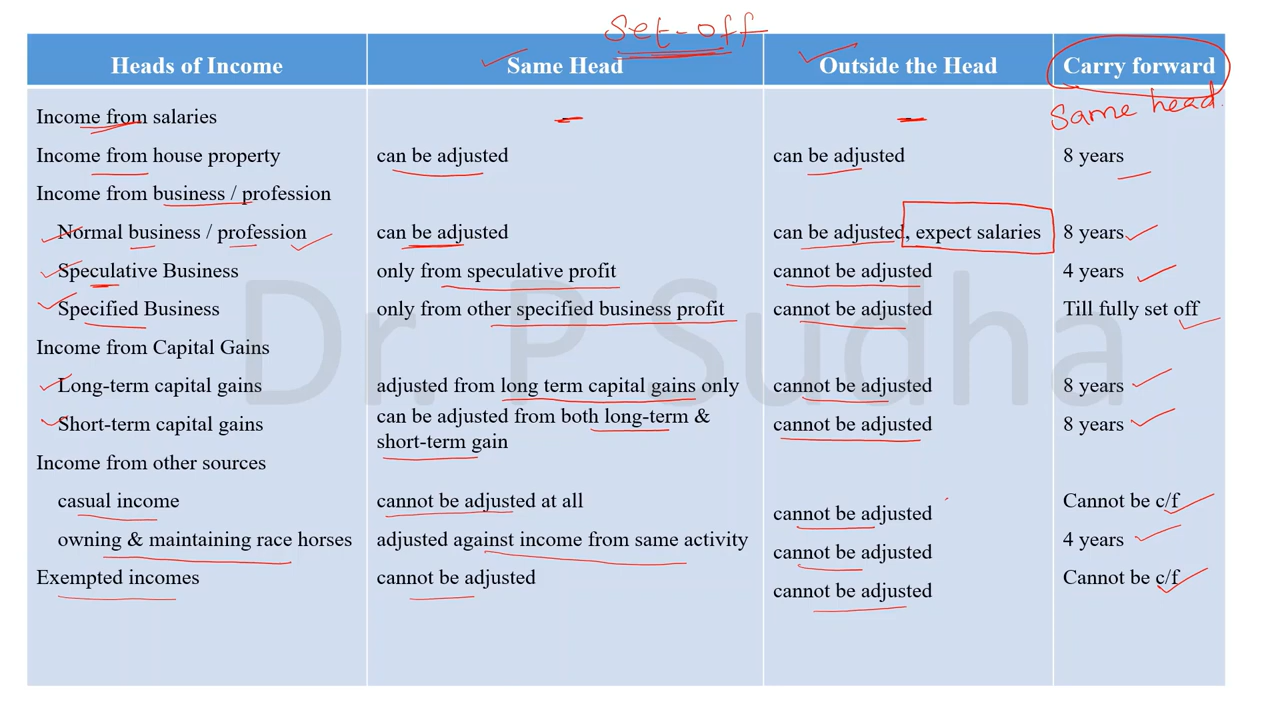 Set-off
Heads of Income Same Head Outside the Head Carry forward
Same head.
Income from salaries - -
Income from house property can be adjusted can be adjusted 8 years
Income from business / profession
Normal business / profession can be adjusted can be adjusted, expect salaries 8 years
Speculative Business only from speculative profit cannot be adjusted 4 years
Specified Business only from other specified business profit cannot be adjusted Till fully set off
Income from Capital Gains
Long-term capital gains adjusted from long term capital gains only cannot be adjusted 8 years
Short-term capital gains can be adjusted from both long-term & cannot be adjusted 8 years
short-term gain
Income from other sources
casual income cannot be adjusted at all cannot be adjusted Cannot be c/f
owning & maintaining race horses adjusted against income from same activity cannot be adjusted 4 years
Exempted incomes cannot be adjusted cannot be adjusted Cannot be c/f
Dr. P Sudha